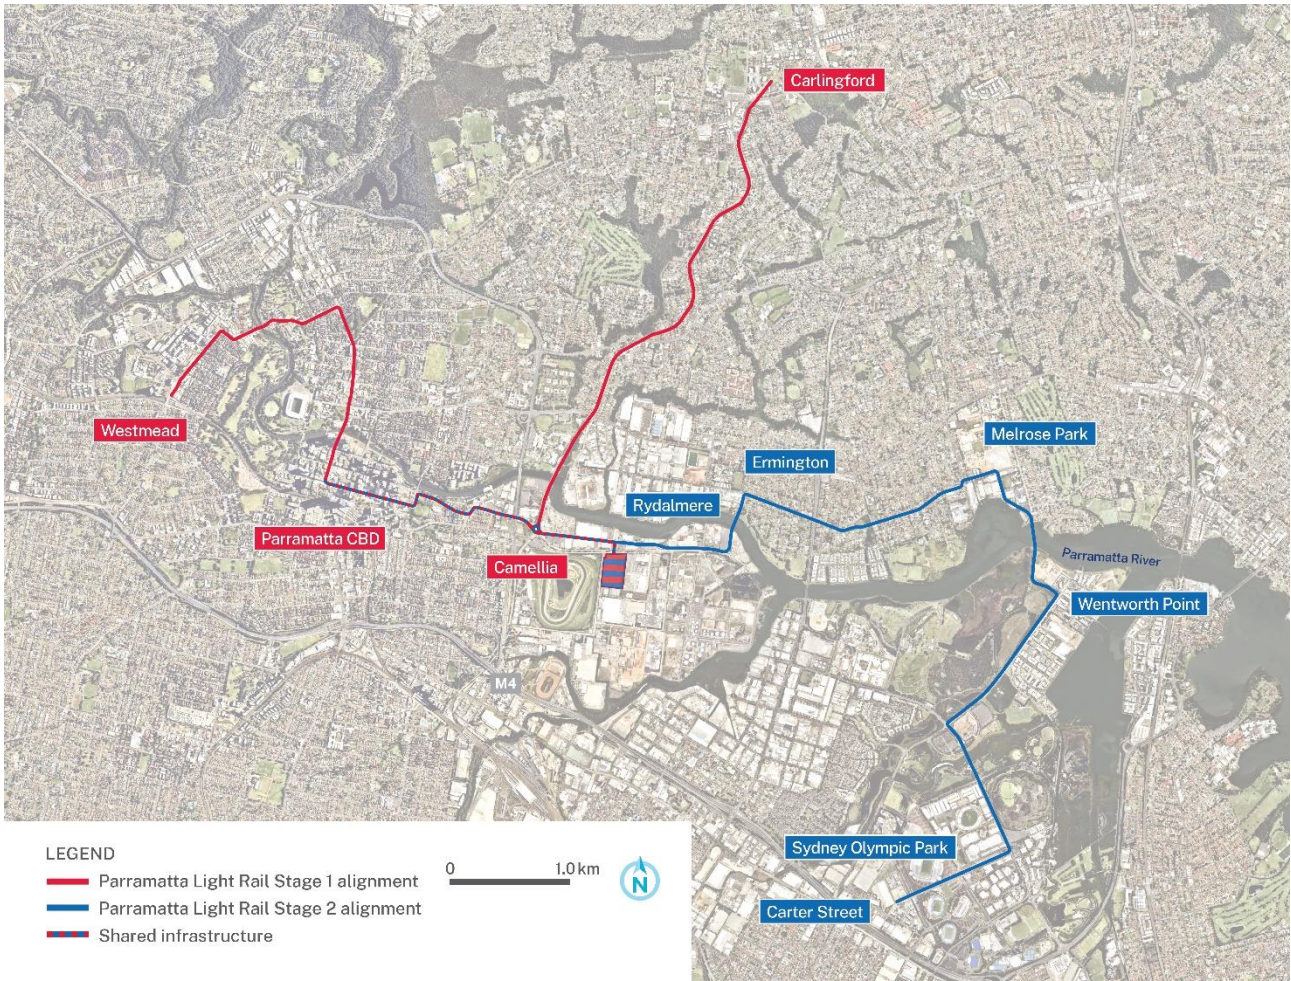 Carlingford
Westmead
Melrose Park
Ermington
Rydalmere
Parramatta CBD
Camellia
Parramatta River
Wentworth Point
M4
Sydney Olympic Park
Carter Street
LEGEND
Parramatta Light Rail Stage 1 alignment
Parramatta Light Rail Stage 2 alignment
Shared infrastructure
0 1.0 km
N